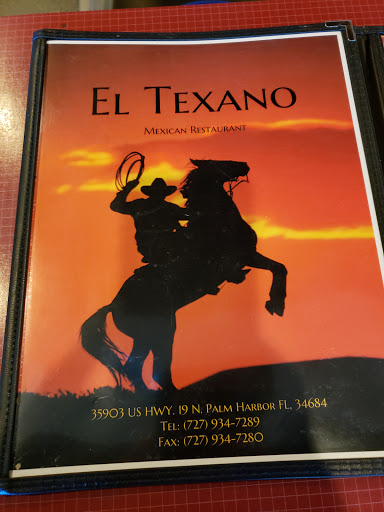 El Texano
Mexican Restaurant
35903 US HWY. 19 N. Palm Harbor FL, 34684
Tel: (727) 934-7289
Fax: (727) 934-7280